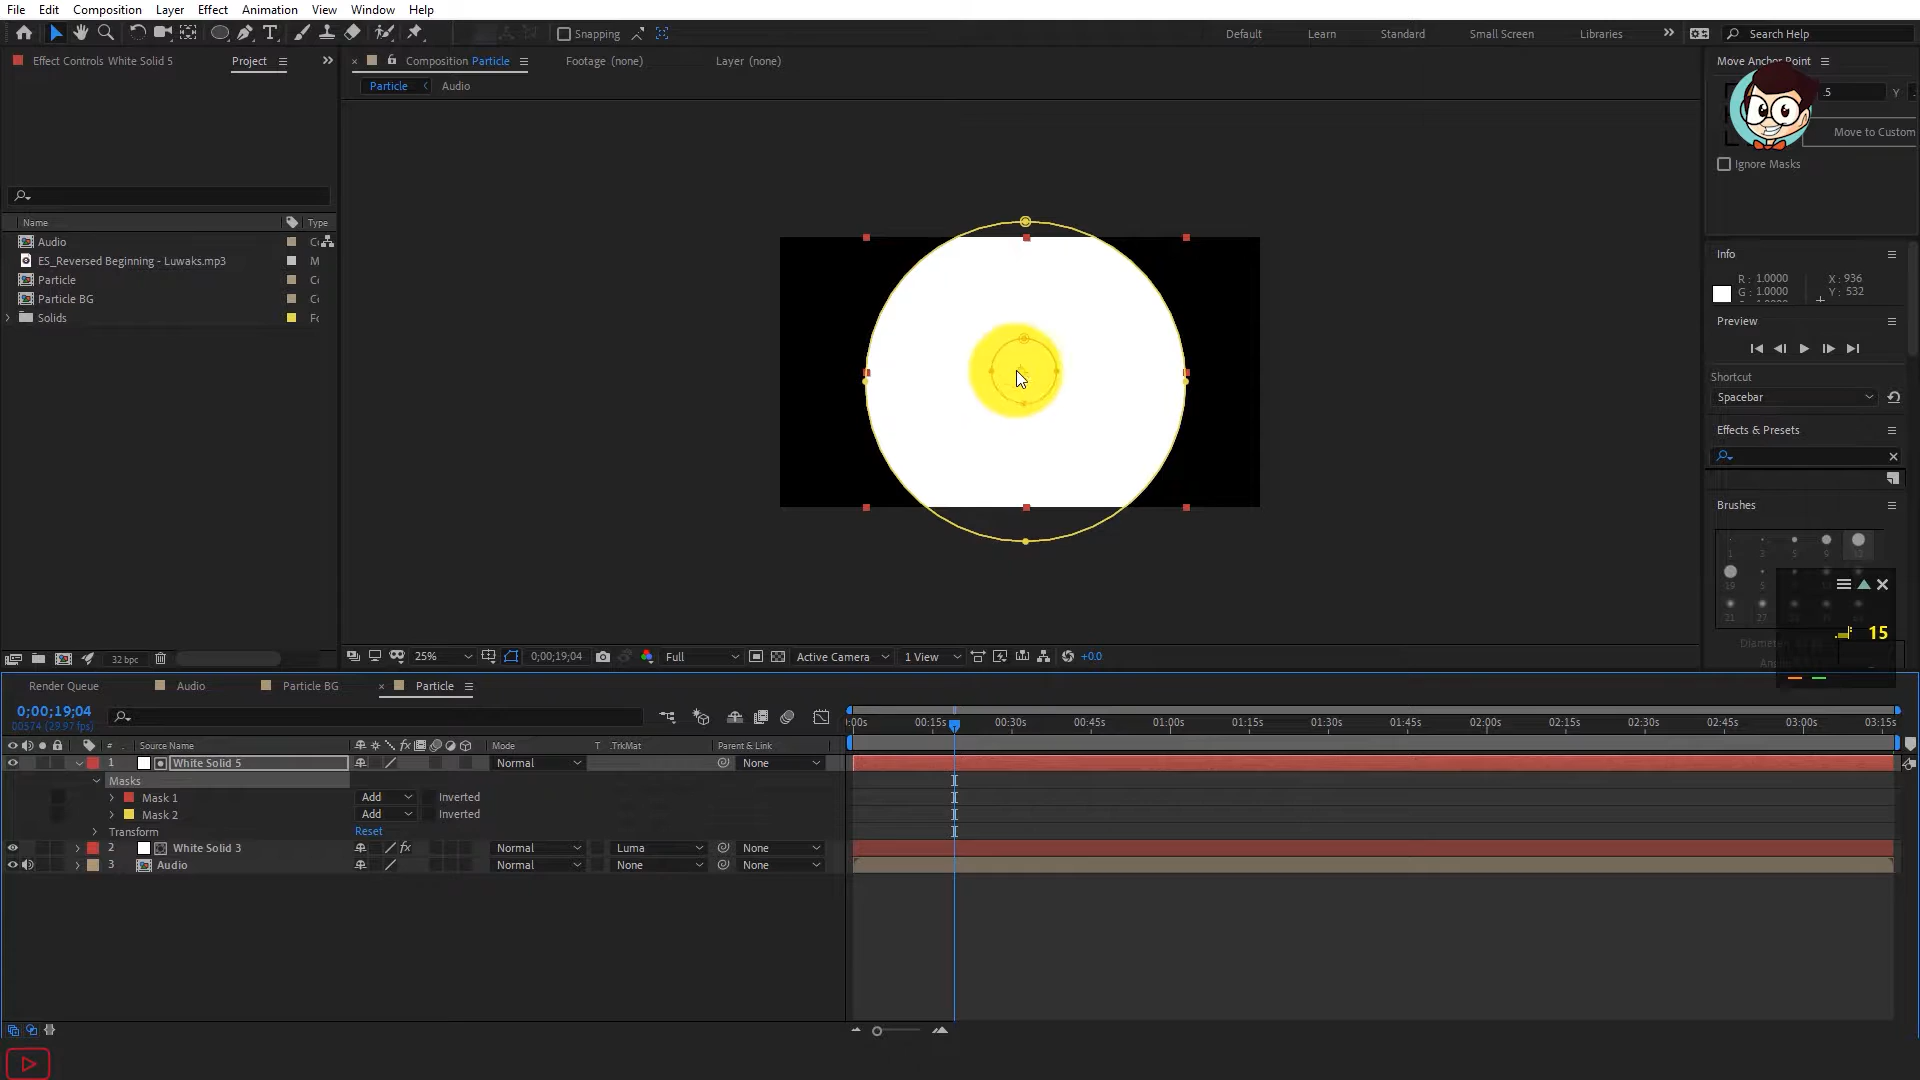 File Edit Composition Layer Effect Animation View Window Help
Snapping
Default Learn Standard Small Screen Libraries Search Help
Effect Controls White Solid 5 Project
Composition Particle Footage (none) Layer (none)
Particle Audio
Move Anchor Point
.5 Y
Move to Custom
Ignore Masks
Name Type
Audio
ES_Reversed Beginning - Luwaks.mp3 M
Particle
Particle BG
Solids
Info
R : 1.0000 X : 936
G : 1.0000 Y : 532
Preview
Shortcut
Spacebar
Effects & Presets
Brushes
15
32 bpc
25% 0;00;19;04 Full Active Camera 1 View +0.0
Render Queue Audio Particle BG Particle
0;00;19;04
00574 (29.97 fps)
:00s 00:15s 00:30s 00:45s 01:00s 01:15s 01:30s 01:45s 02:00s 02:15s 02:30s 02:45s 03:00s 03:15s
# Source Name Mode T .TrkMat Parent & Link
1 White Solid 5 Normal None
Masks
Mask 1 Add Inverted
Mask 2 Add Inverted
Transform Reset
2 White Solid 3 fx Normal Luma None
3 Audio Normal None None